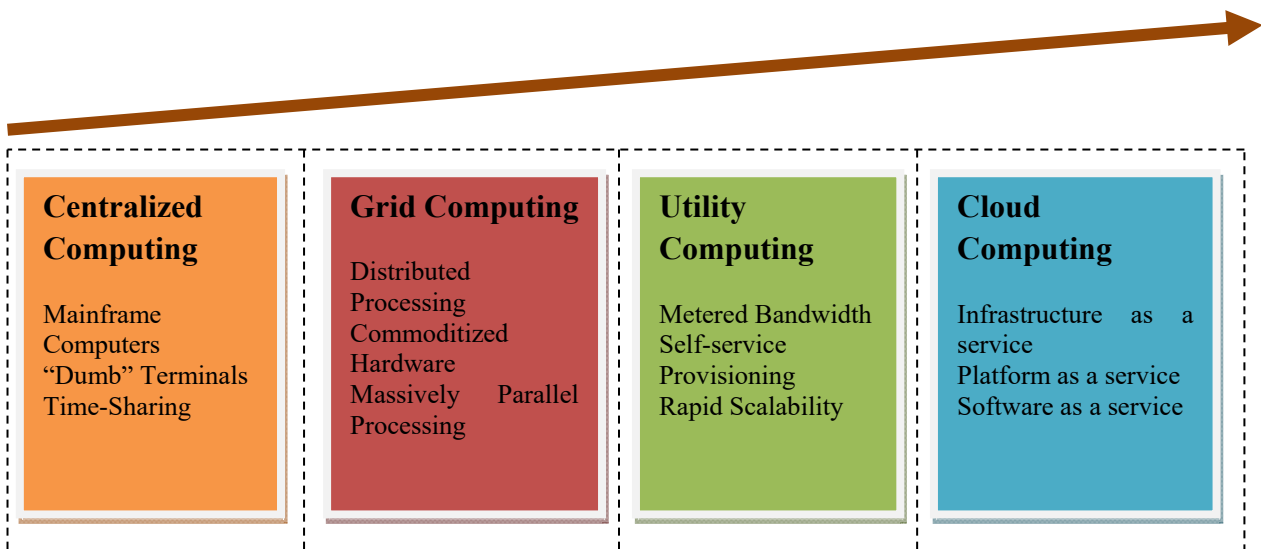 Centralized
Computing
Mainframe
Computers
“Dumb” Terminals
Time-Sharing
Grid Computing
Distributed
Processing
Commoditized
Hardware
Massively Parallel
Processing
Utility
Computing
Metered Bandwidth
Self-service
Provisioning
Rapid Scalability
Cloud
Computing
Infrastructure as a
service
Platform as a service
Software as a service